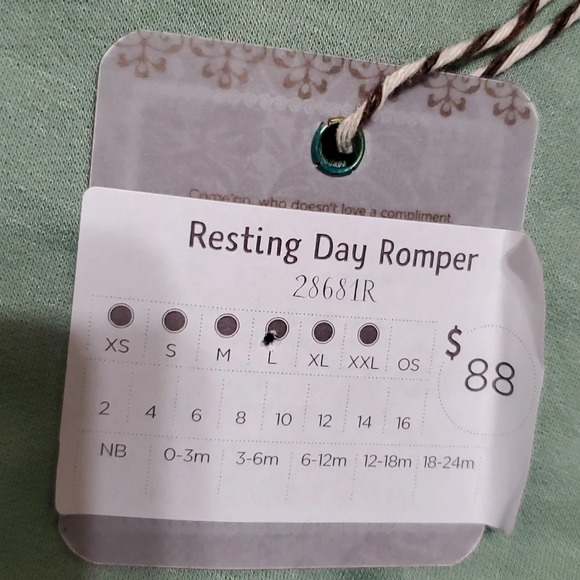 Come'on, who doesn't love a compliment.
Resting Day Romper
28681R
$ 88
XS S M L XL XXL OS
2 4 6 8 10 12 14 16
NB 0-3m 3-6m 6-12m 12-18m 18-24m